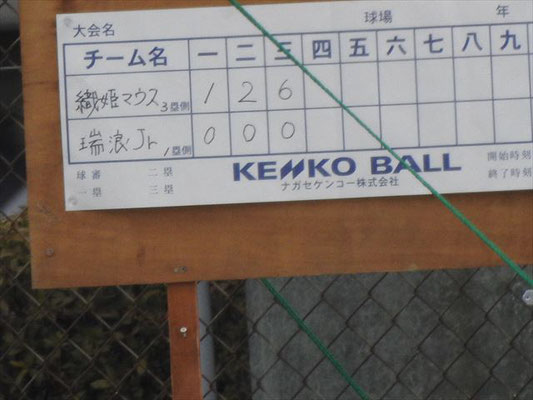 大会名 球場 年
チーム名 一 二 三 四 五 六 七 八 九
織姫マウス 3塁側 1 2 6
瑞浪Jr 1塁側 0 0 0
球審 二塁 KENKO BALL 開始時刻
一塁 三塁 ナガセケンコー株式会社 終了時刻